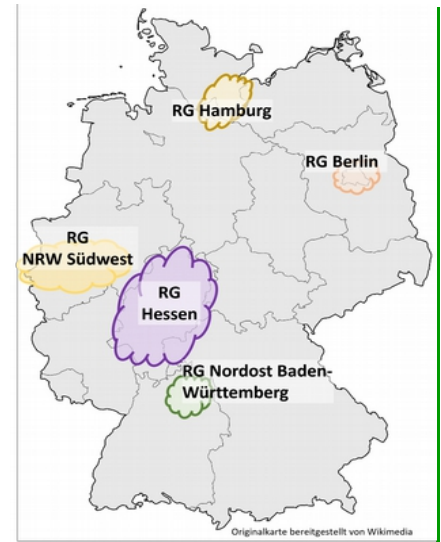 RG Hamburg
RG Berlin
RG
NRW Südwest
RG
Hessen
RG Nordost Baden-
Württemberg
Originalkarte bereitgestellt von Wikimedia